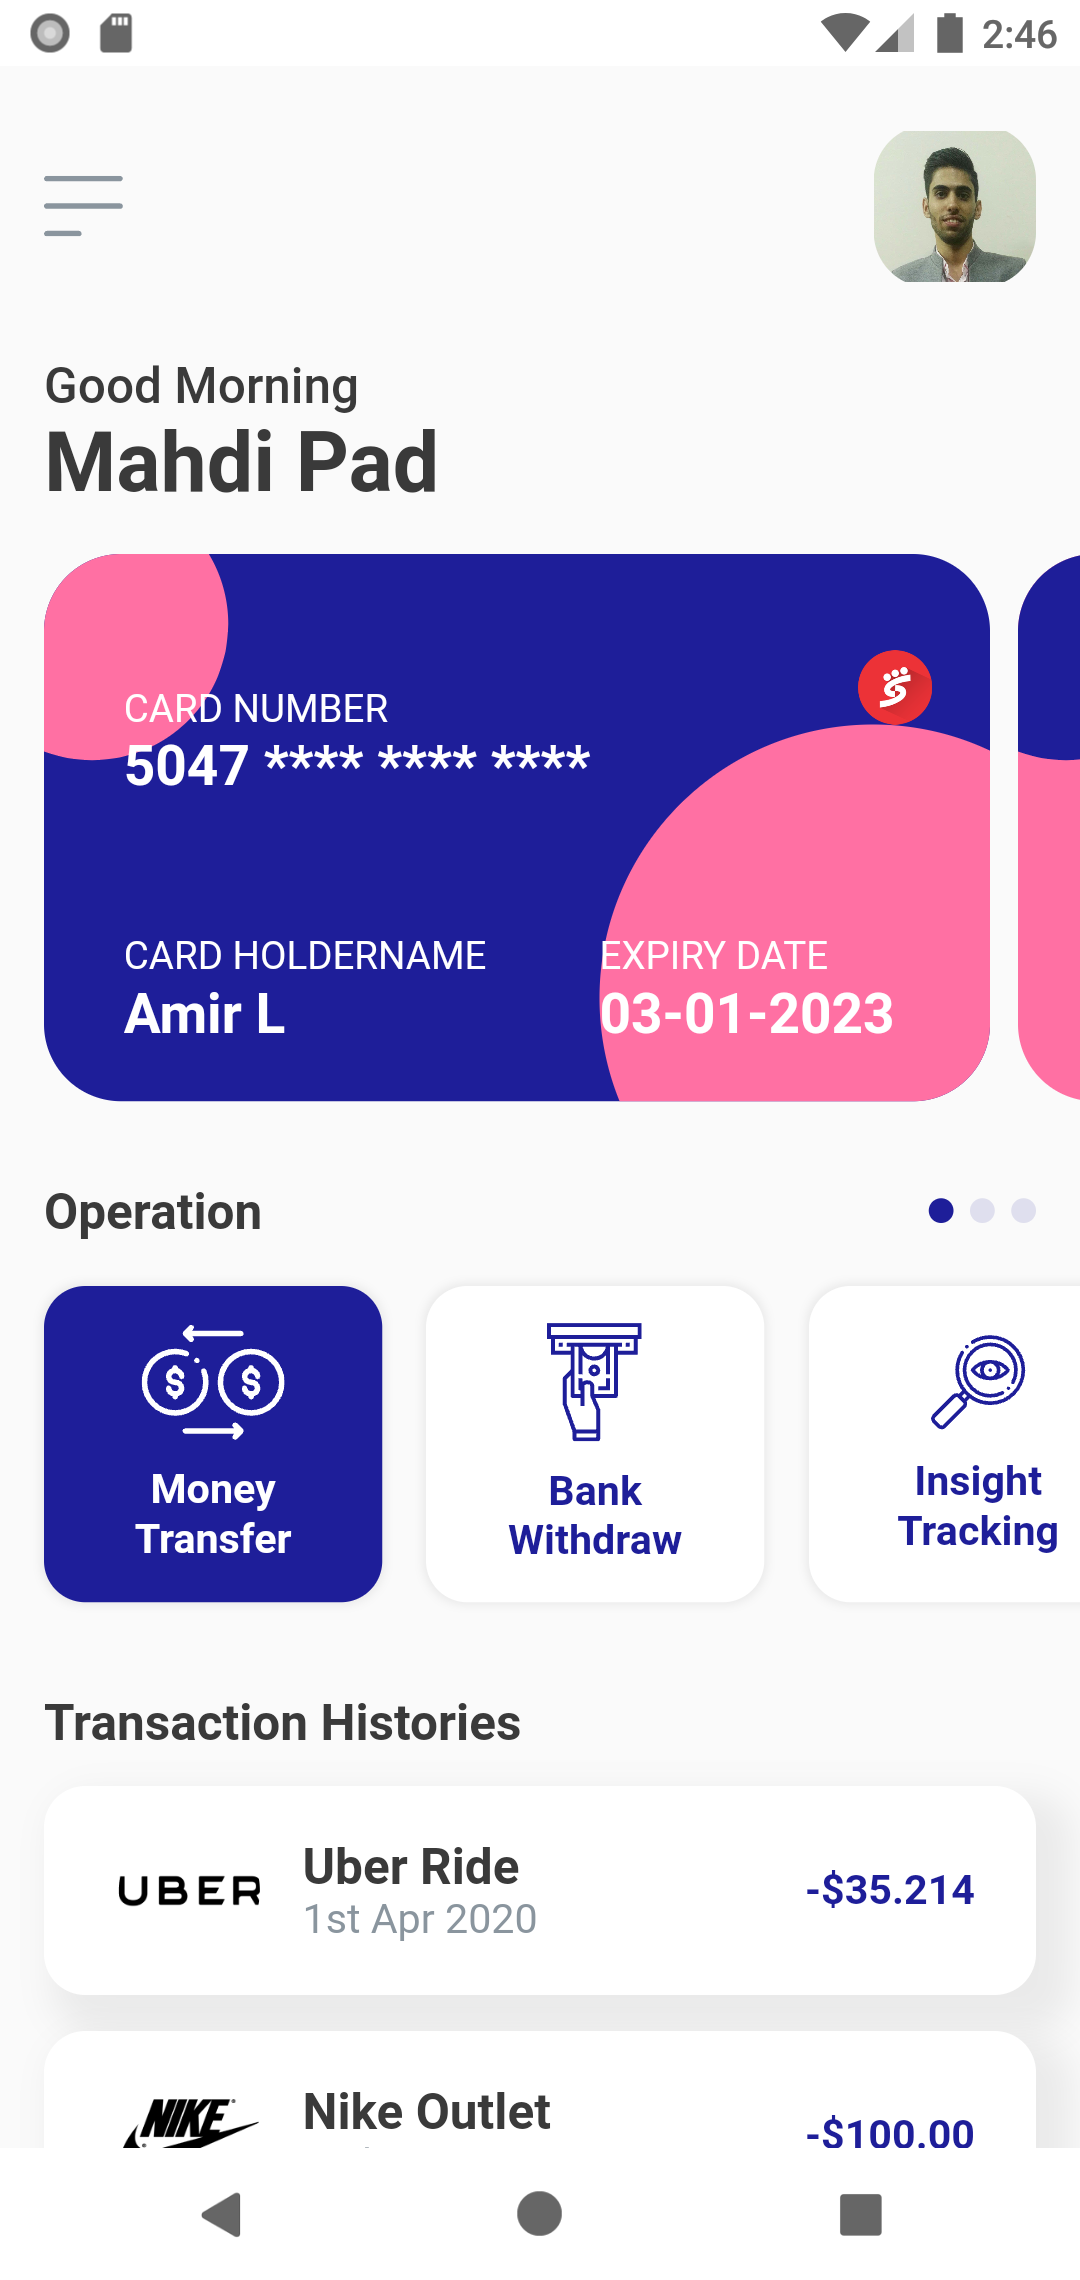 2:46
Good Morning
Mahdi Pad
CARD NUMBER
5047 **** **** ****
CARD HOLDERNAME
Amir L
EXPIRY DATE
03-01-2023
Operation
Money
Transfer
Bank
Withdraw
Insight
Tracking
Transaction Histories
UBER
Uber Ride
1st Apr 2020
-$35.214
NIKE
Nike Outlet
-$100.00